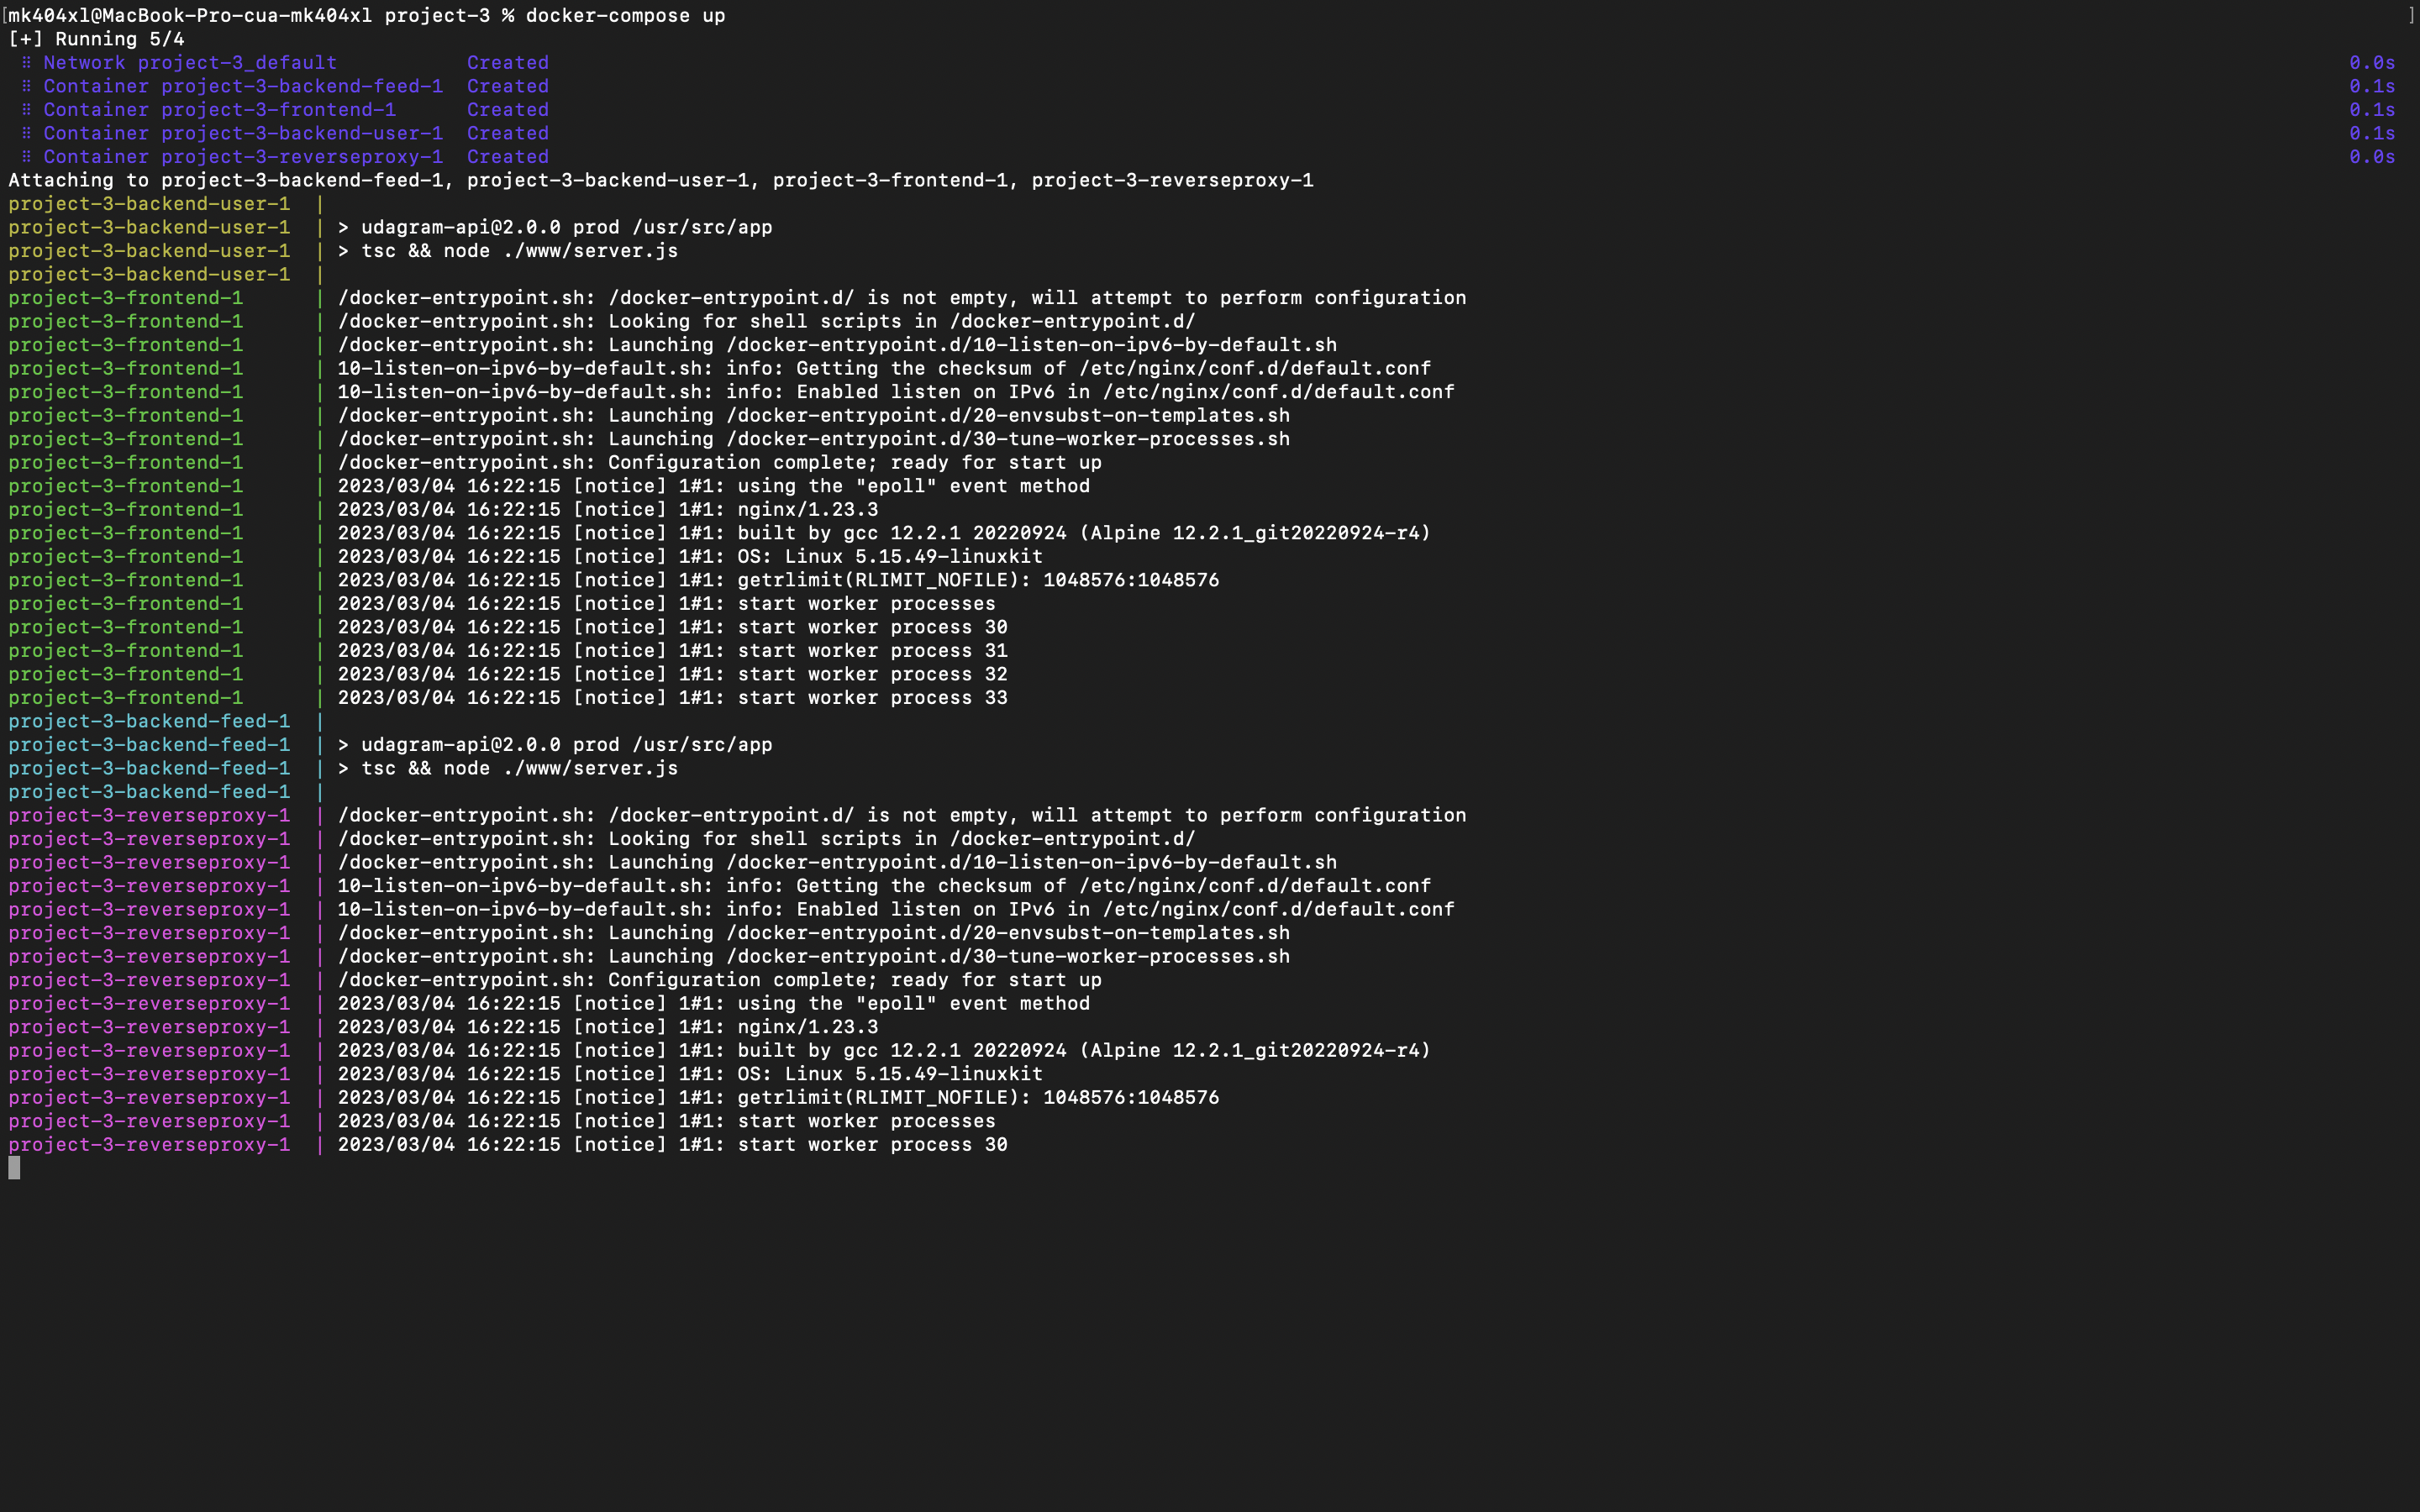 [mk404xl@MacBook-Pro-cua-mk404xl project-3 % docker-compose up ]
[+] Running 5/4
⠿ Network project-3_default Created 0.0s
⠿ Container project-3-backend-feed-1 Created 0.1s
⠿ Container project-3-frontend-1 Created 0.1s
⠿ Container project-3-backend-user-1 Created 0.1s
⠿ Container project-3-reverseproxy-1 Created 0.0s
Attaching to project-3-backend-feed-1, project-3-backend-user-1, project-3-frontend-1, project-3-reverseproxy-1
project-3-backend-user-1 |
project-3-backend-user-1 | > udagram-api@2.0.0 prod /usr/src/app
project-3-backend-user-1 | > tsc && node ./www/server.js
project-3-backend-user-1 |
project-3-frontend-1 | /docker-entrypoint.sh: /docker-entrypoint.d/ is not empty, will attempt to perform configuration
project-3-frontend-1 | /docker-entrypoint.sh: Looking for shell scripts in /docker-entrypoint.d/
project-3-frontend-1 | /docker-entrypoint.sh: Launching /docker-entrypoint.d/10-listen-on-ipv6-by-default.sh
project-3-frontend-1 | 10-listen-on-ipv6-by-default.sh: info: Getting the checksum of /etc/nginx/conf.d/default.conf
project-3-frontend-1 | 10-listen-on-ipv6-by-default.sh: info: Enabled listen on IPv6 in /etc/nginx/conf.d/default.conf
project-3-frontend-1 | /docker-entrypoint.sh: Launching /docker-entrypoint.d/20-envsubst-on-templates.sh
project-3-frontend-1 | /docker-entrypoint.sh: Launching /docker-entrypoint.d/30-tune-worker-processes.sh
project-3-frontend-1 | /docker-entrypoint.sh: Configuration complete; ready for start up
project-3-frontend-1 | 2023/03/04 16:22:15 [notice] 1#1: using the "epoll" event method
project-3-frontend-1 | 2023/03/04 16:22:15 [notice] 1#1: nginx/1.23.3
project-3-frontend-1 | 2023/03/04 16:22:15 [notice] 1#1: built by gcc 12.2.1 20220924 (Alpine 12.2.1_git20220924-r4)
project-3-frontend-1 | 2023/03/04 16:22:15 [notice] 1#1: OS: Linux 5.15.49-linuxkit
project-3-frontend-1 | 2023/03/04 16:22:15 [notice] 1#1: getrlimit(RLIMIT_NOFILE): 1048576:1048576
project-3-frontend-1 | 2023/03/04 16:22:15 [notice] 1#1: start worker processes
project-3-frontend-1 | 2023/03/04 16:22:15 [notice] 1#1: start worker process 30
project-3-frontend-1 | 2023/03/04 16:22:15 [notice] 1#1: start worker process 31
project-3-frontend-1 | 2023/03/04 16:22:15 [notice] 1#1: start worker process 32
project-3-frontend-1 | 2023/03/04 16:22:15 [notice] 1#1: start worker process 33
project-3-backend-feed-1 |
project-3-backend-feed-1 | > udagram-api@2.0.0 prod /usr/src/app
project-3-backend-feed-1 | > tsc && node ./www/server.js
project-3-backend-feed-1 |
project-3-reverseproxy-1 | /docker-entrypoint.sh: /docker-entrypoint.d/ is not empty, will attempt to perform configuration
project-3-reverseproxy-1 | /docker-entrypoint.sh: Looking for shell scripts in /docker-entrypoint.d/
project-3-reverseproxy-1 | /docker-entrypoint.sh: Launching /docker-entrypoint.d/10-listen-on-ipv6-by-default.sh
project-3-reverseproxy-1 | 10-listen-on-ipv6-by-default.sh: info: Getting the checksum of /etc/nginx/conf.d/default.conf
project-3-reverseproxy-1 | 10-listen-on-ipv6-by-default.sh: info: Enabled listen on IPv6 in /etc/nginx/conf.d/default.conf
project-3-reverseproxy-1 | /docker-entrypoint.sh: Launching /docker-entrypoint.d/20-envsubst-on-templates.sh
project-3-reverseproxy-1 | /docker-entrypoint.sh: Launching /docker-entrypoint.d/30-tune-worker-processes.sh
project-3-reverseproxy-1 | /docker-entrypoint.sh: Configuration complete; ready for start up
project-3-reverseproxy-1 | 2023/03/04 16:22:15 [notice] 1#1: using the "epoll" event method
project-3-reverseproxy-1 | 2023/03/04 16:22:15 [notice] 1#1: nginx/1.23.3
project-3-reverseproxy-1 | 2023/03/04 16:22:15 [notice] 1#1: built by gcc 12.2.1 20220924 (Alpine 12.2.1_git20220924-r4)
project-3-reverseproxy-1 | 2023/03/04 16:22:15 [notice] 1#1: OS: Linux 5.15.49-linuxkit
project-3-reverseproxy-1 | 2023/03/04 16:22:15 [notice] 1#1: getrlimit(RLIMIT_NOFILE): 1048576:1048576
project-3-reverseproxy-1 | 2023/03/04 16:22:15 [notice] 1#1: start worker processes
project-3-reverseproxy-1 | 2023/03/04 16:22:15 [notice] 1#1: start worker process 30